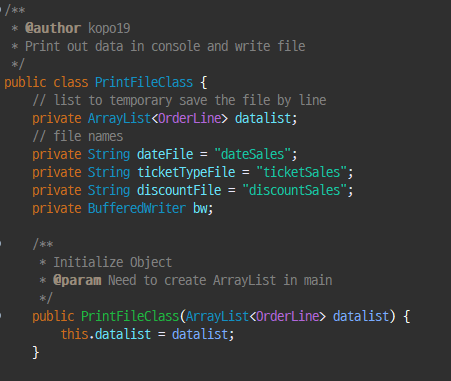 /**
 * @author kopo19
 * Print out data in console and write file
 */
public class PrintFileClass {
    // list to temporary save the file by line
    private ArrayList<OrderLine> datalist;
    // file names
    private String dateFile = "dateSales";
    private String ticketTypeFile = "ticketSales";
    private String discountFile = "discountSales";
    private BufferedWriter bw;

    /**
     * Initialize Object
     * @param Need to create ArrayList in main
     */
    public PrintFileClass(ArrayList<OrderLine> datalist) {
        this.datalist = datalist;
    }